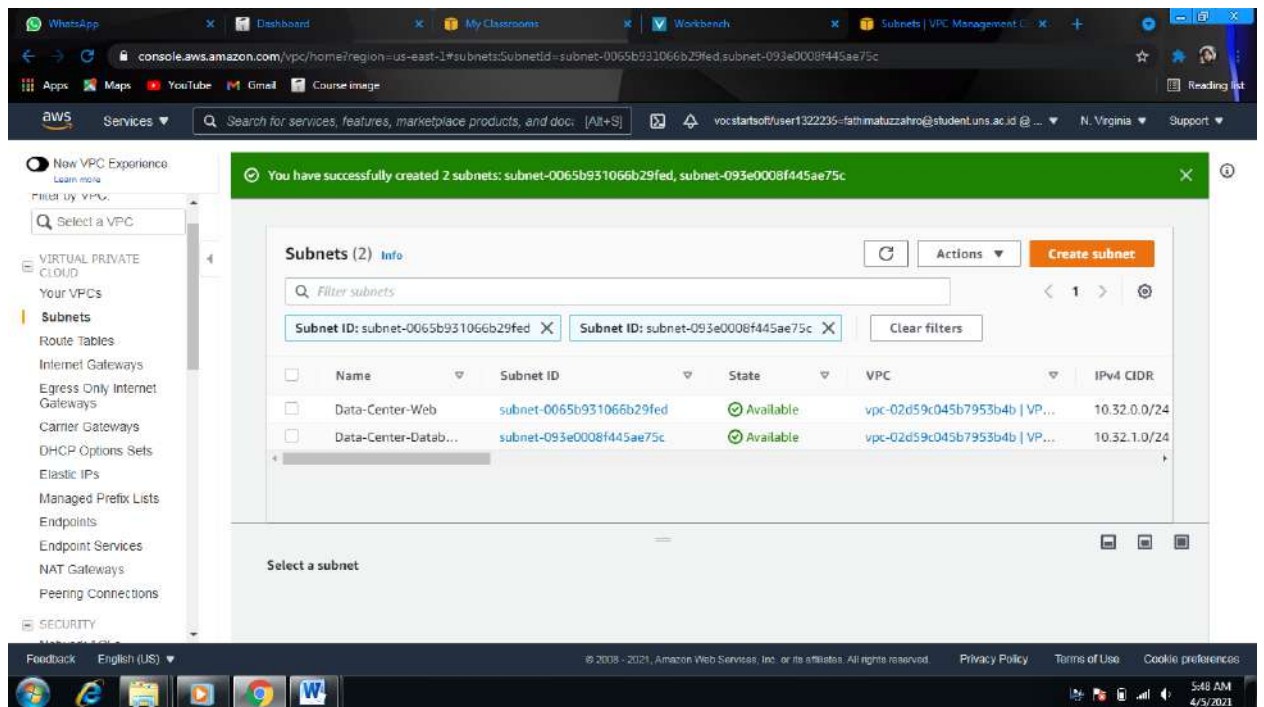 WhatsApp Dashboard My Classrooms Workbench Subnets | VPC Management C
console.aws.amazon.com/vpc/home?region=us-east-1#subnets:SubnetId=subnet-0065b931066b29fed,subnet-093e0008f445ae75c
Apps Maps YouTube Gmail Course image Reading list
aws Services ▼ Search for services, features, marketplace products, and docs [Alt+S] vocstartsoft/user1322235=fathimatuzzahro@student.uns.ac.id @ ... ▼ N. Virginia ▼ Support ▼
New VPC Experience
Learn more
Filter by VPC:
Select a VPC
VIRTUAL PRIVATE
CLOUD
Your VPCs
Subnets
Route Tables
Internet Gateways
Egress Only Internet
Gateways
Carrier Gateways
DHCP Options Sets
Elastic IPs
Managed Prefix Lists
Endpoints
Endpoint Services
NAT Gateways
Peering Connections
SECURITY
You have successfully created 2 subnets: subnet-0065b931066b29fed, subnet-093e0008f445ae75c
Subnets (2) Info Actions ▼ Create subnet
Filter subnets 1
Subnet ID: subnet-0065b931066b29fed Subnet ID: subnet-093e0008f445ae75c Clear filters
Name Subnet ID State VPC IPv4 CIDR
Data-Center-Web subnet-0065b931066b29fed Available vpc-02d59c045b7953b4b | VP... 10.32.0.0/24
Data-Center-Datab... subnet-093e0008f445ae75c Available vpc-02d59c045b7953b4b | VP... 10.32.1.0/24
Select a subnet
Feedback English (US) ▼ © 2008 - 2021, Amazon Web Services, Inc. or its affiliates. All rights reserved. Privacy Policy Terms of Use Cookie preferences
5:48 AM
4/5/2021